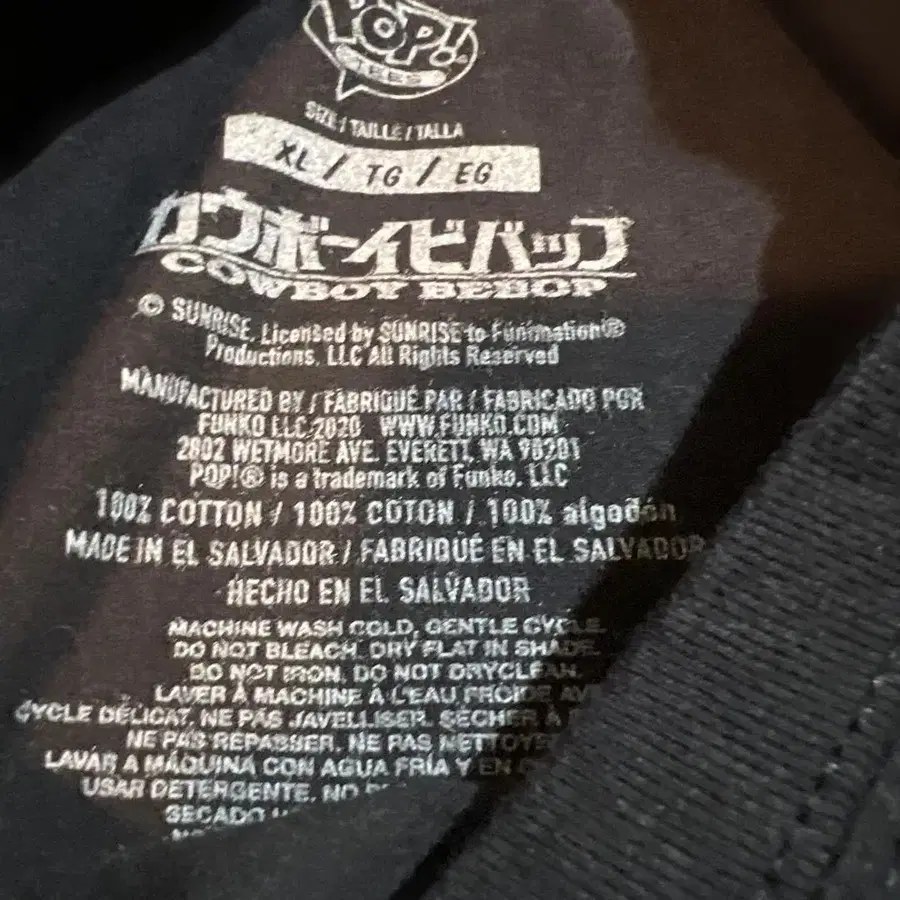 POP!
TEES
SIZE / TAILLE / TALLA
XL / TG / EG
カウボーイビバップ
COWBOY BEBOP
© SUNRISE. Licensed by SUNRISE to Funimation®
Productions, LLC All Rights Reserved
MANUFACTURED BY / FABRIQUÉ PAR / FABRICADO POR
FUNKO LLC 2020 WWW.FUNKO.COM
2802 WETMORE AVE. EVERETT, WA 98201
POP!® is a trademark of Funko, LLC
100% COTTON / 100% COTON / 100% algodón
MADE IN EL SALVADOR / FABRIQUÉ EN EL SALVADOR
HECHO EN EL SALVADOR
MACHINE WASH COLD, GENTLE CYCLE.
DO NOT BLEACH. DRY FLAT IN SHADE.
DO NOT IRON. DO NOT DRYCLEAN.
LAVER À MACHINE À L'EAU FROIDE
CYCLE DÉLICAT. NE PAS JAVELLISER. SÉCHER À
NE PAS REPASSER. NE PAS
LAVAR A MÁQUINA CON AGUA FRÍA Y EN
USAR DETERGENTE. NO
SECADO